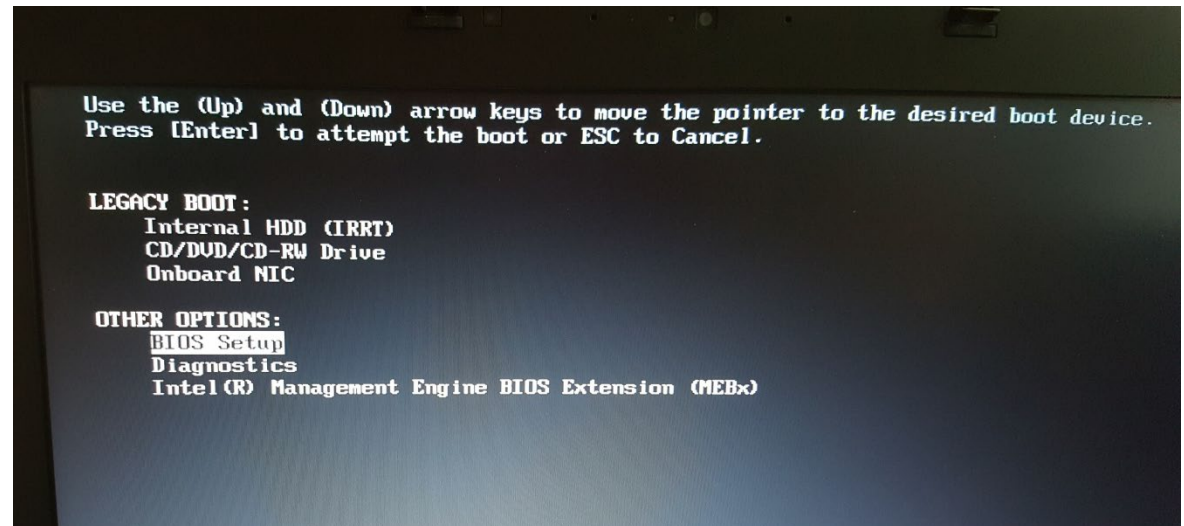 Use the (Up) and (Down) arrow keys to move the pointer to the desired boot device.
Press [Enter] to attempt the boot or ESC to Cancel.
LEGACY BOOT:
Internal HDD (IRRT)
CD/DVD/CD-RW Drive
Onboard NIC
OTHER OPTIONS:
BIOS Setup
Diagnostics
Intel(R) Management Engine BIOS Extension (MEBx)